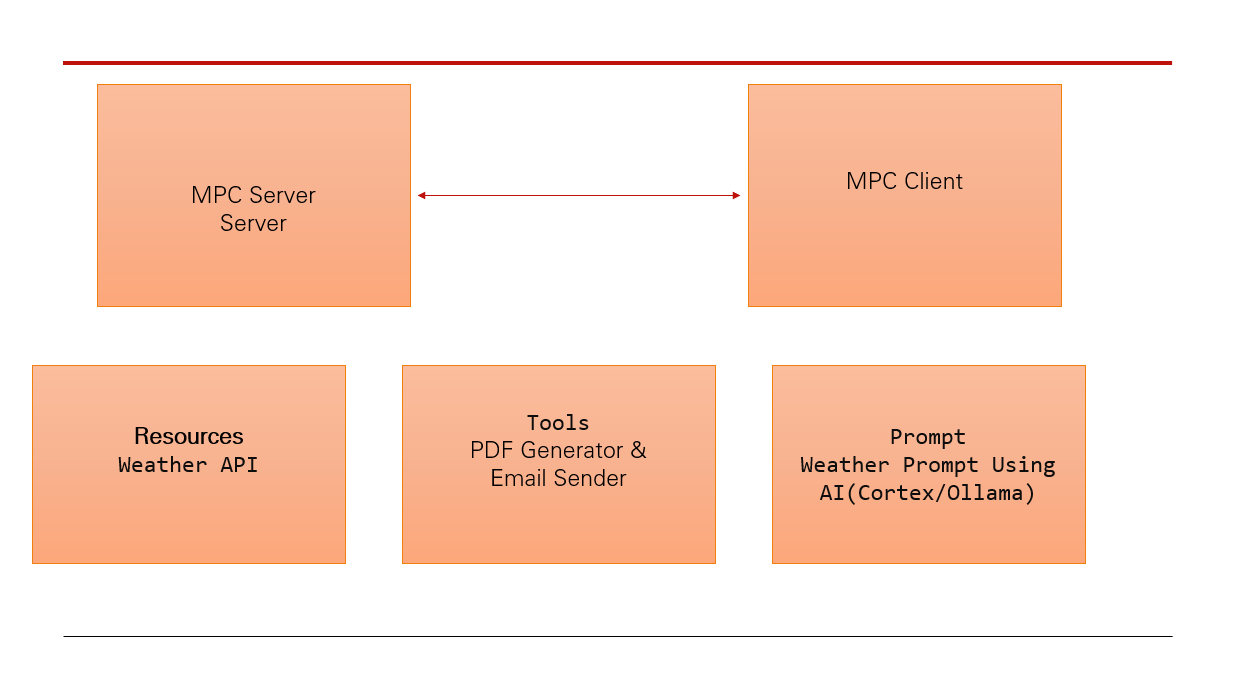 MPC Server
Server
MPC Client
Resources
Weather API
Tools
PDF Generator &
Email Sender
Prompt
Weather Prompt Using
AI(Cortex/Ollama)